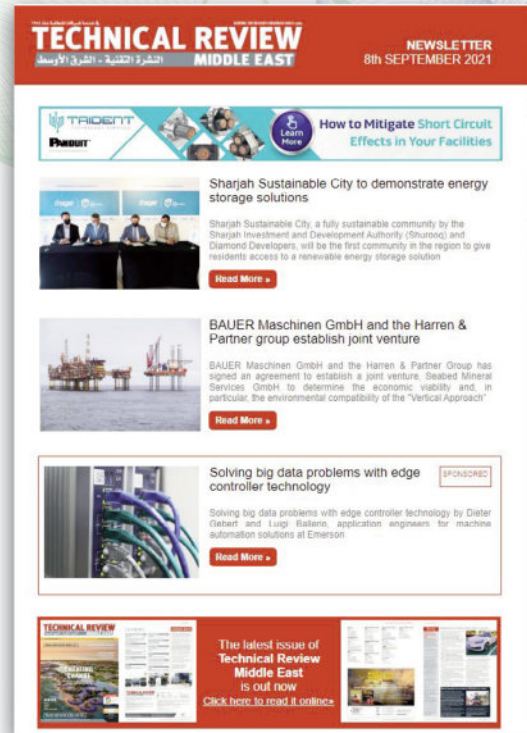 TECHNICAL REVIEW
MIDDLE EAST
النشرة التقنية - الشرق الأوسط
NEWSLETTER
8th SEPTEMBER 2021
TRIDENT
PANDUIT
Learn
More
How to Mitigate Short Circuit
Effects in Your Facilities
Sharjah Sustainable City to demonstrate energy
storage solutions
Sharjah Sustainable City, a fully sustainable community by the
Sharjah Investment and Development Authority (Shurooq) and
Diamond Developers, will be the first community in the region to give
residents access to a renewable energy storage solution
Read More »
BAUER Maschinen GmbH and the Harren &
Partner group establish joint venture
BAUER Maschinen GmbH and the Harren & Partner Group has
signed an agreement to establish a joint venture, Seabed Mineral
Services GmbH to determine the economic viability and, in
particular, the environmental compatibility of the "Vertical Approach"
Read More »
Solving big data problems with edge
controller technology
SPONSORED
Solving big data problems with edge controller technology by Dieter
Gebert and Luigi Ballerio, application engineers for machine
automation solutions at Emerson
Read More »
TECHNICAL REVIEW
The latest issue of
Technical Review
Middle East
is out now
Click here to read it online»